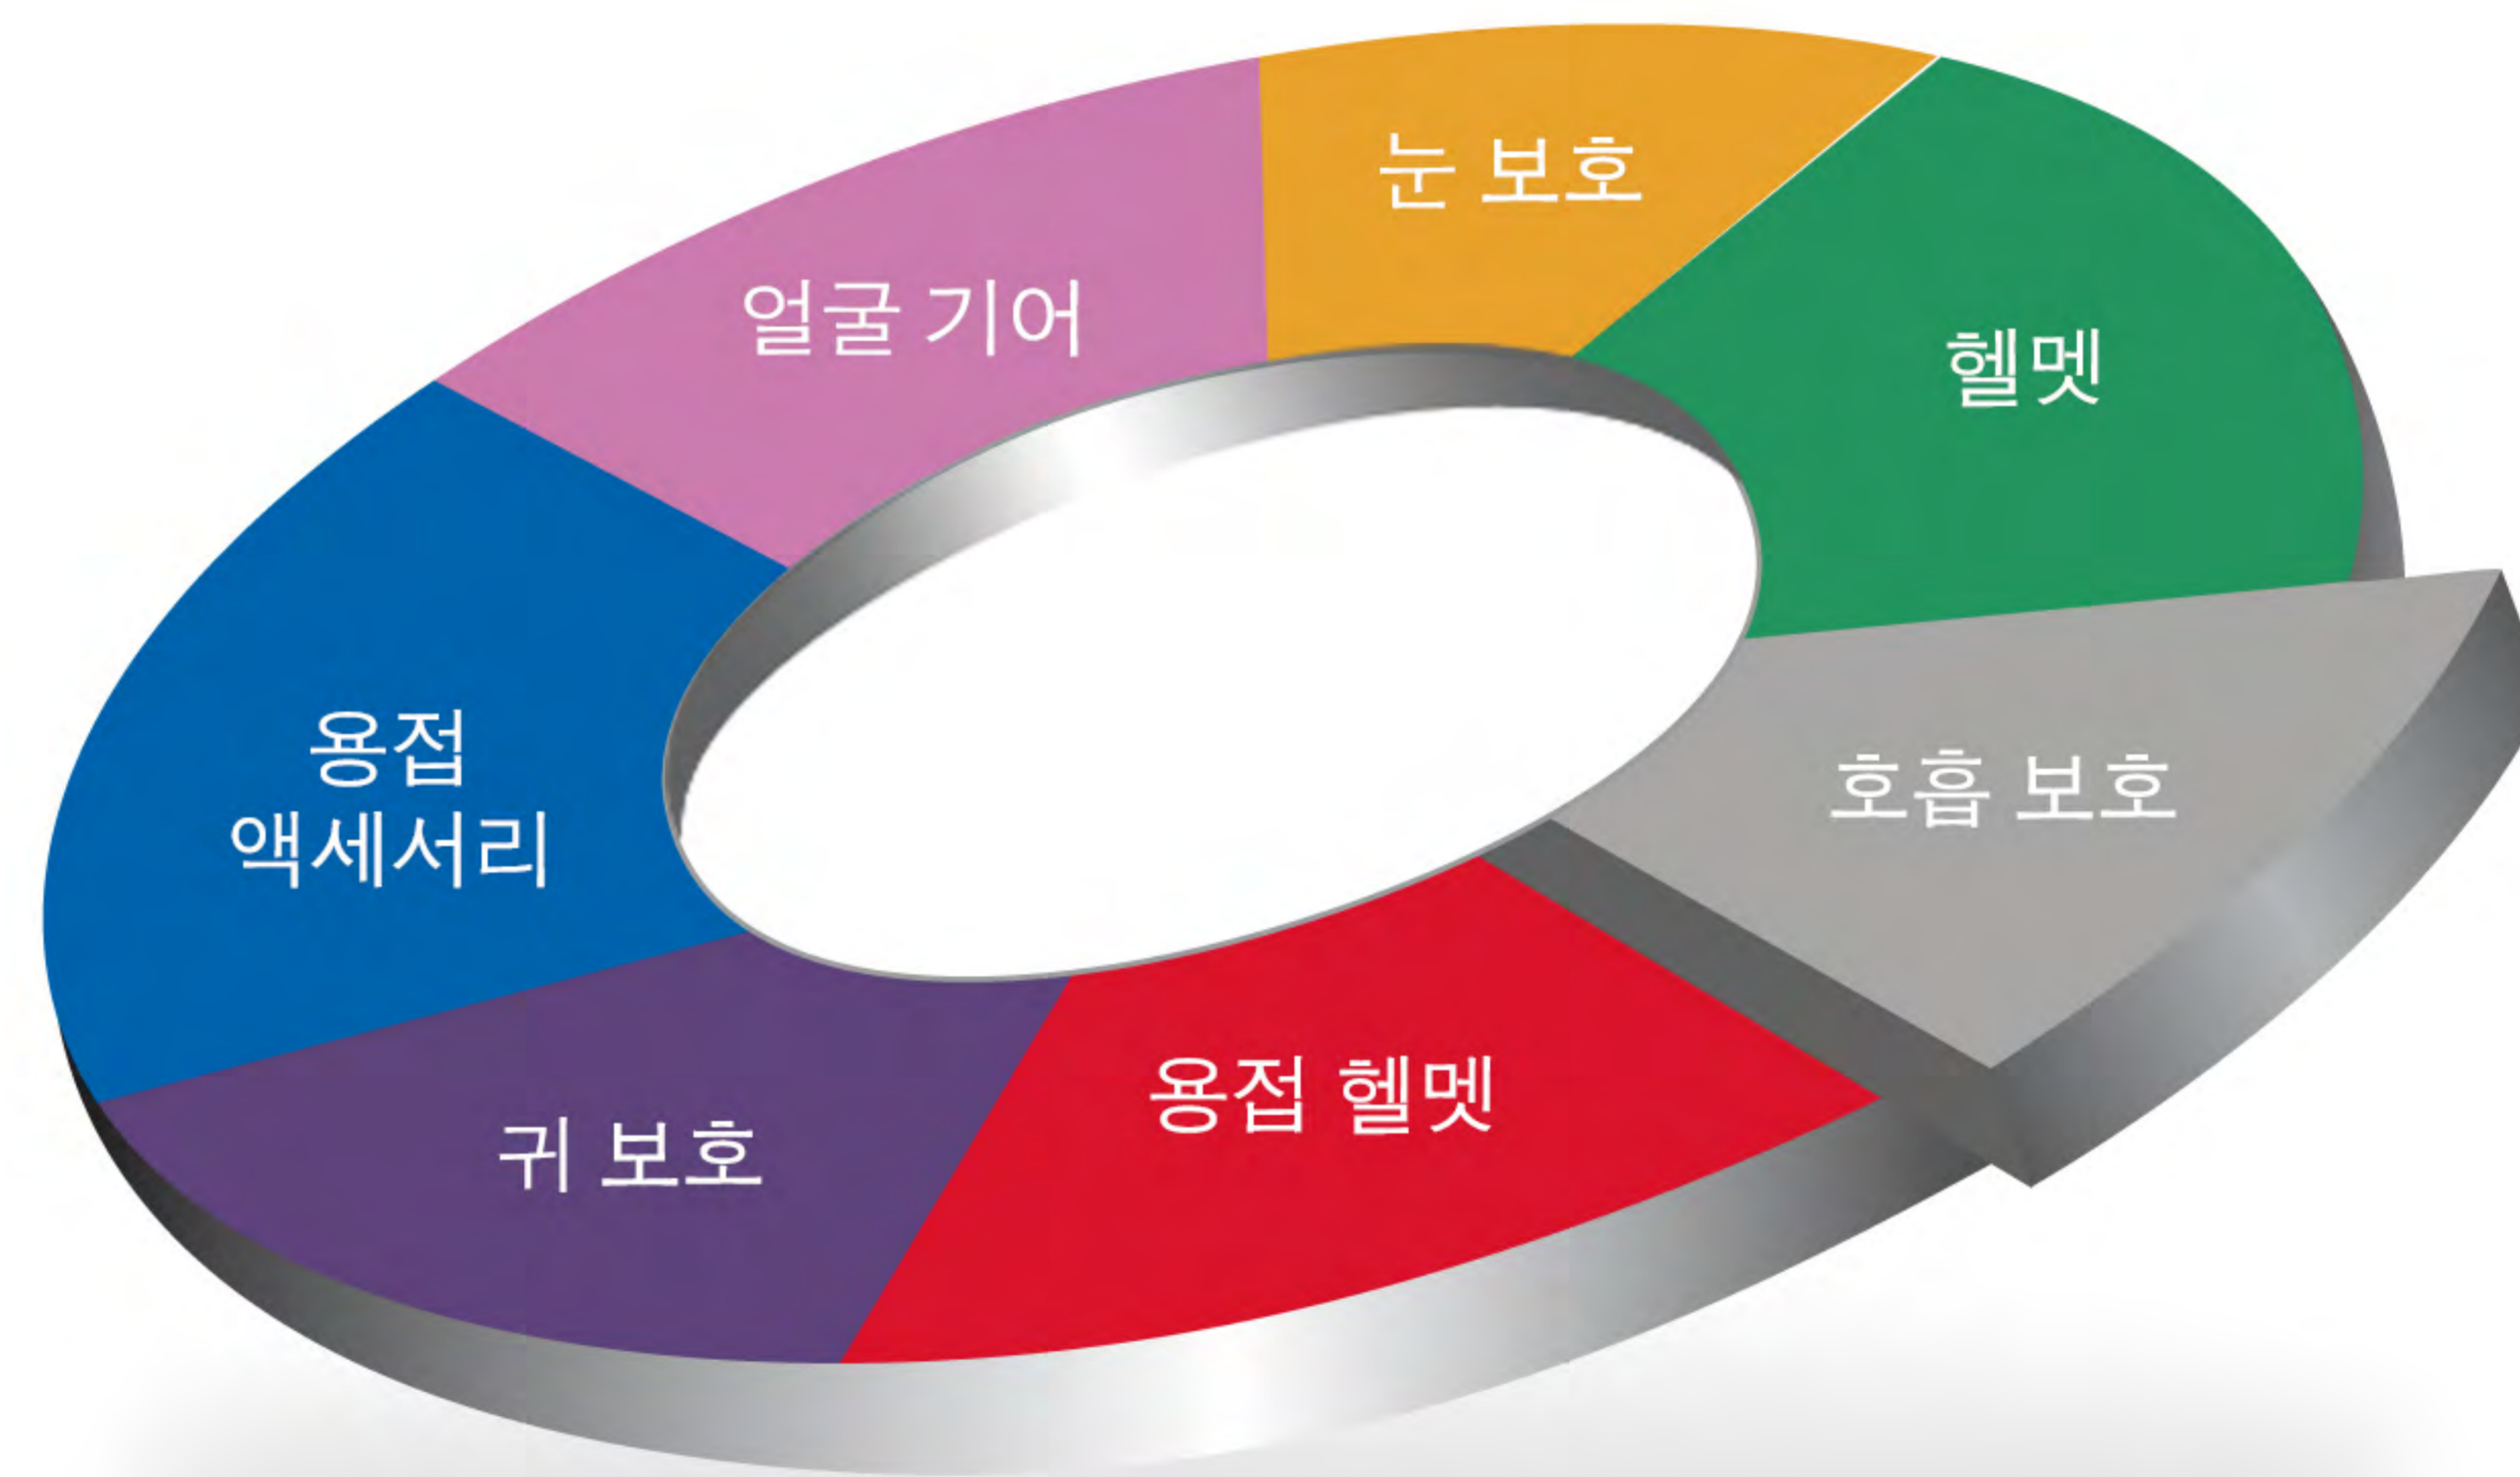 눈 보호
얼굴 기어
헬멧
용접
액세서리
호흡 보호
용접 헬멧
귀 보호